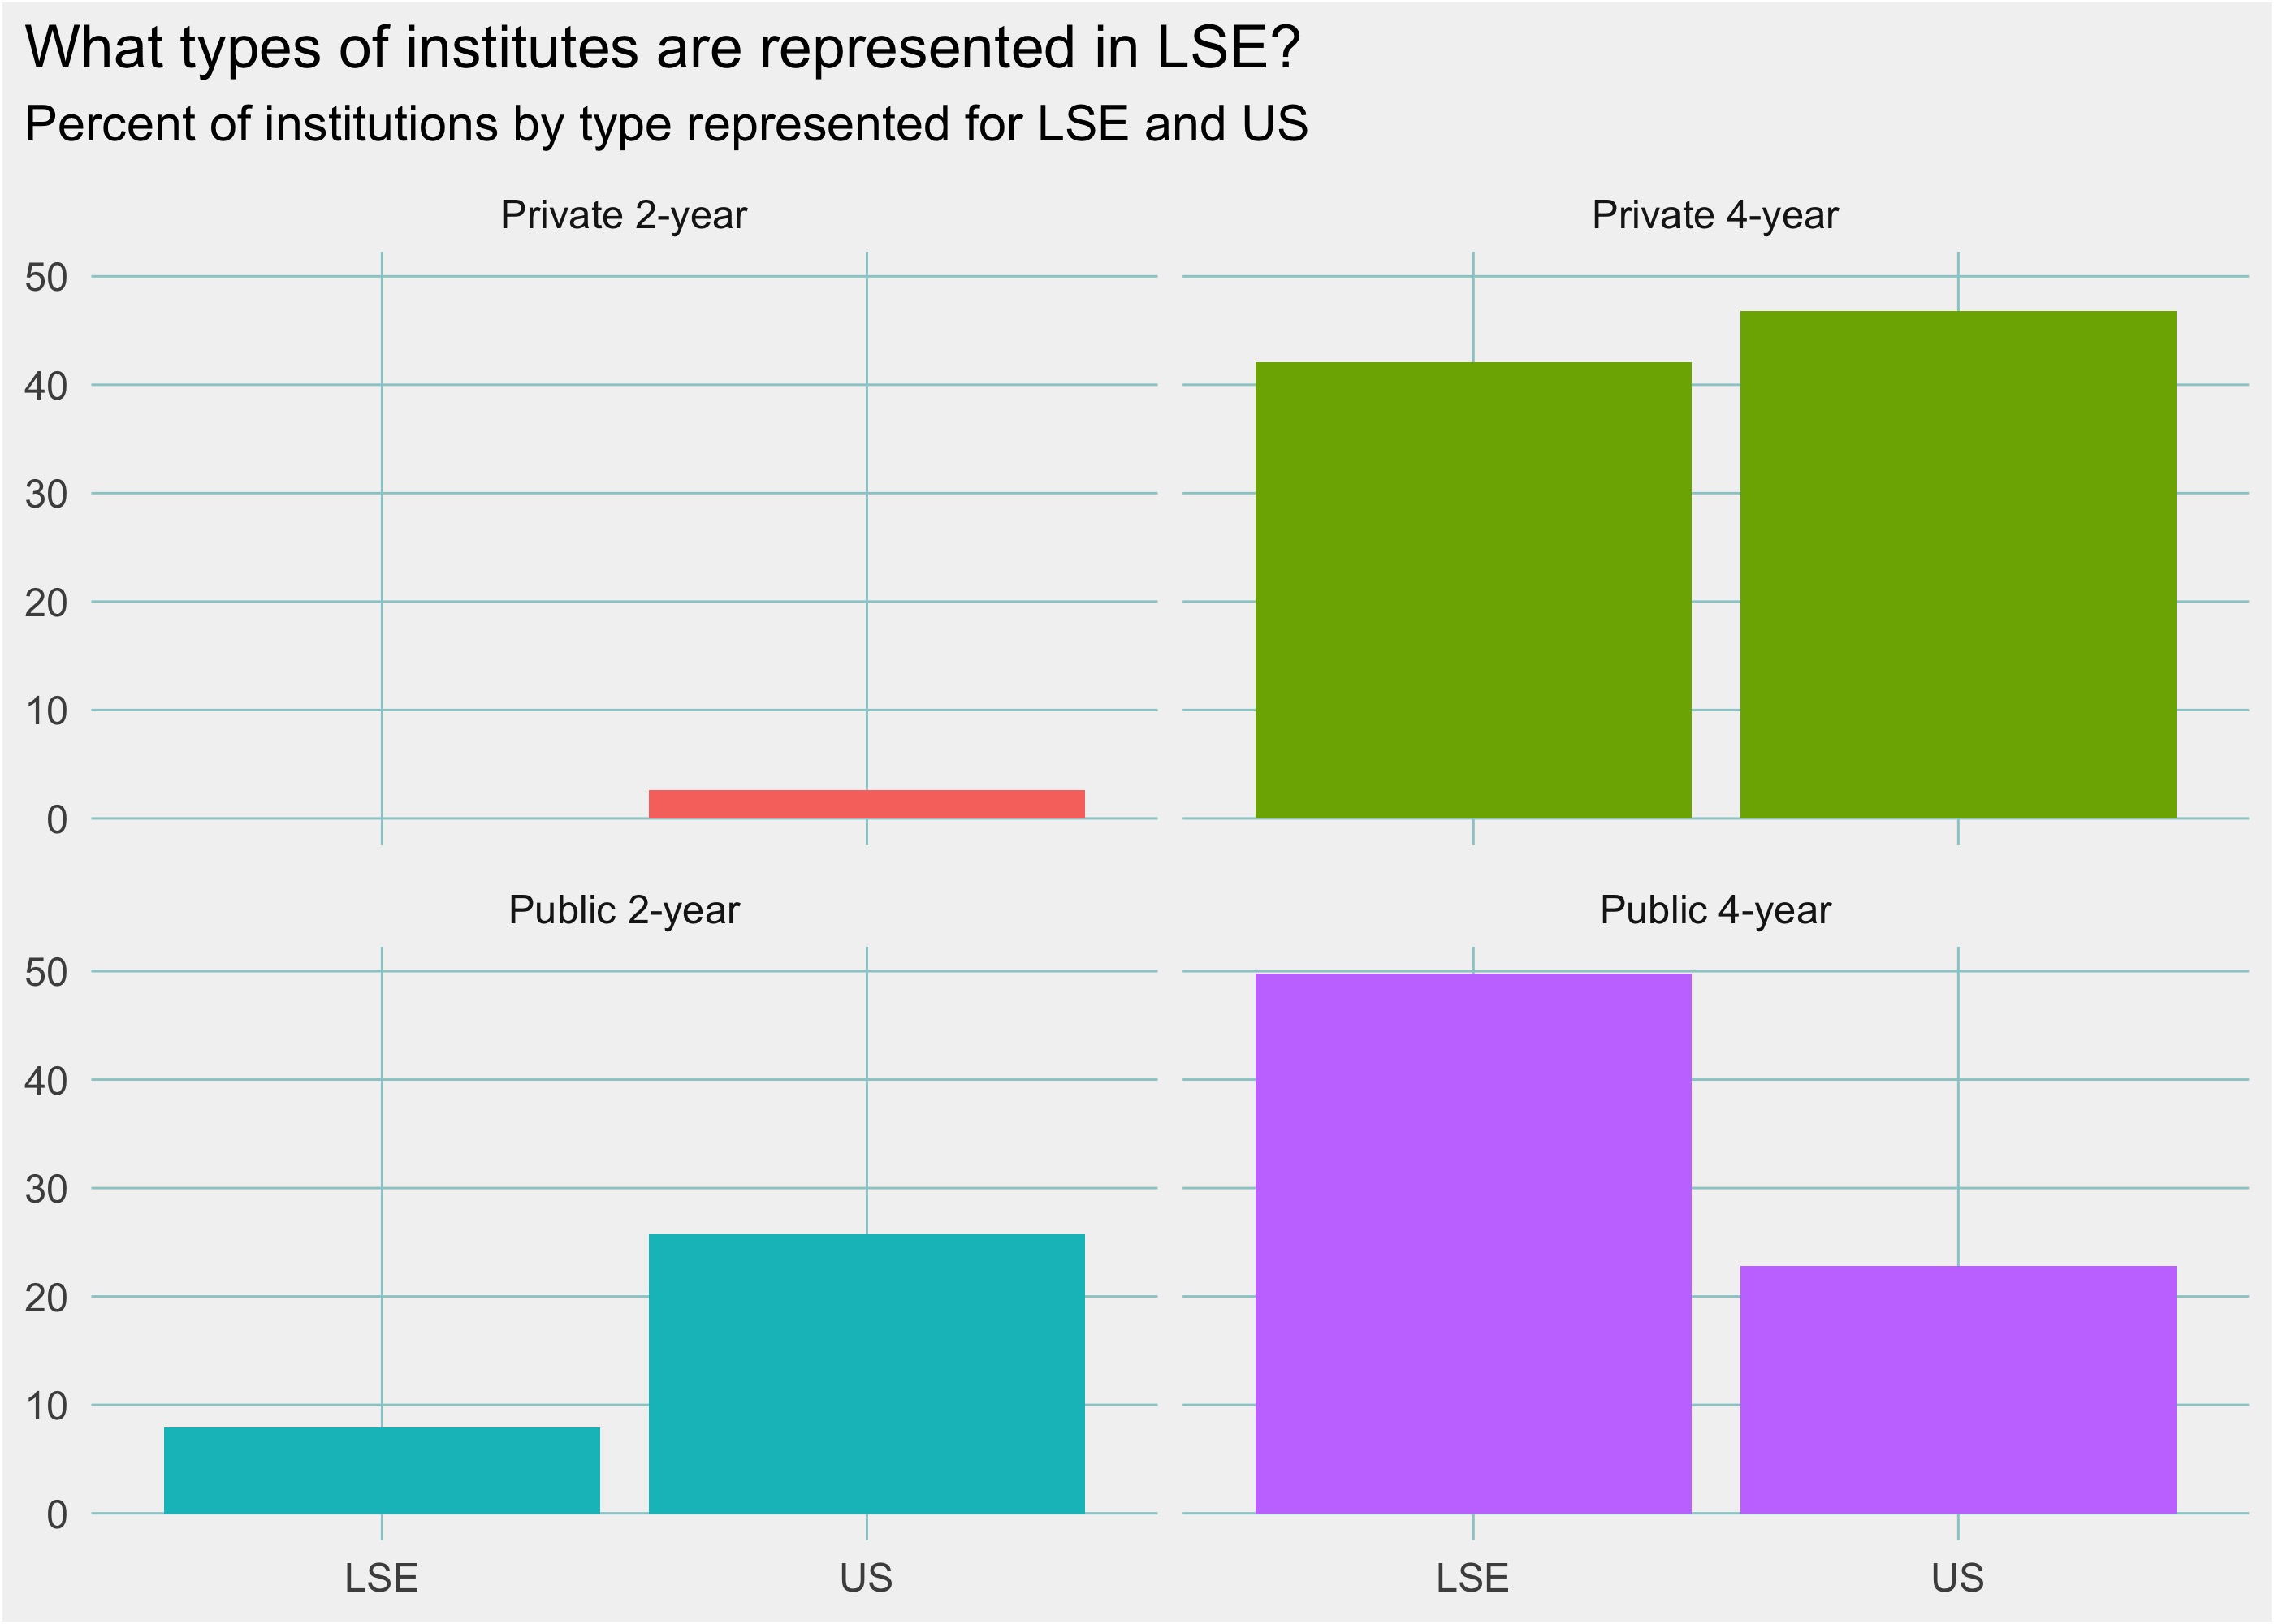 What types of institutes are represented in LSE?
Percent of institutions by type represented for LSE and US
Private 2-year
Private 4-year
50
40
30
20
10
0
Public 2-year
Public 4-year
50
40
30
20
10
0
LSE
US
LSE
US